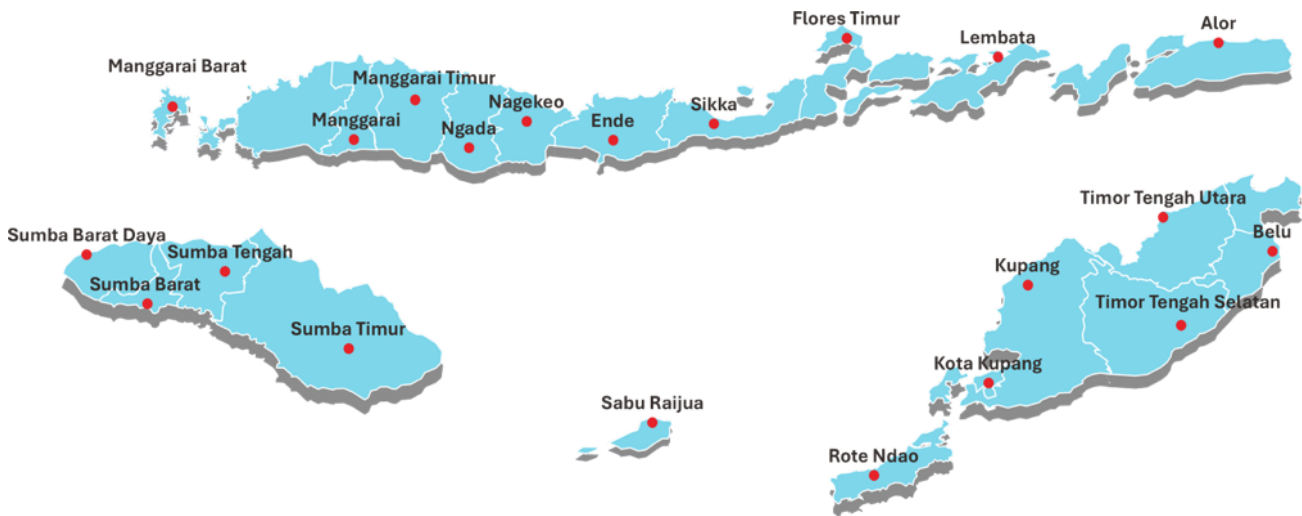 Flores Timur
Lembata
Alor
Manggarai Barat
Manggarai Timur
Nagekeo
Sikka
Manggarai
Ngada
Ende
Timor Tengah Utara
Sumba Barat Daya
Sumba Tengah
Belu
Kupang
Sumba Barat
Timor Tengah Selatan
Sumba Timur
Kota Kupang
Sabu Raijua
Rote Ndao